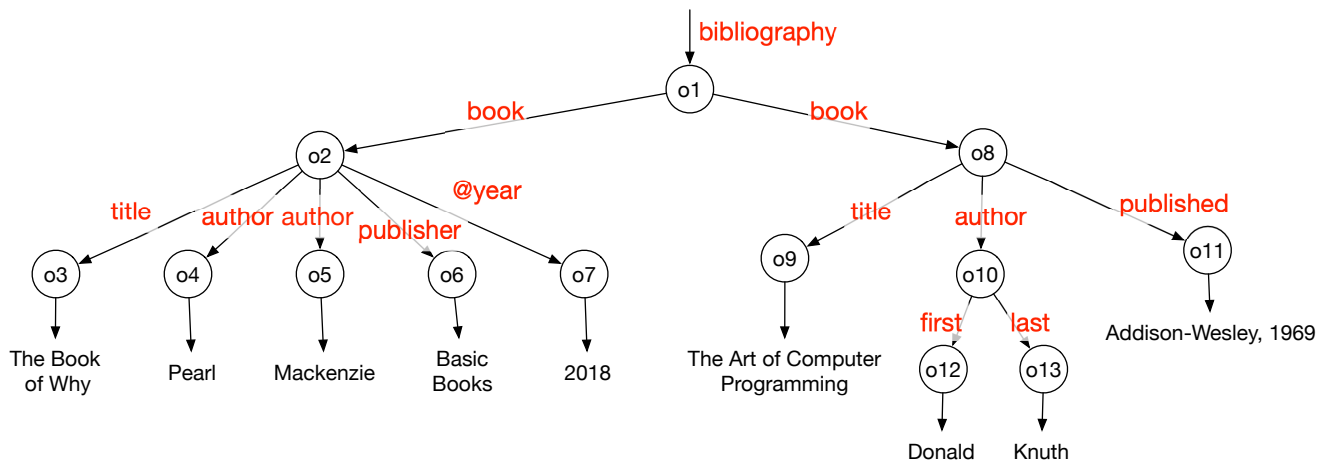 bibliography
o1
book
book
o2
o8
@year
title
author
author
publisher
title
author
published
o3
o4
o5
o6
o7
o9
o10
o11
first
last
The Book
of Why
Pearl
Mackenzie
Basic
Books
2018
The Art of Computer
Programming
o12
o13
Addison-Wesley, 1969
Donald
Knuth